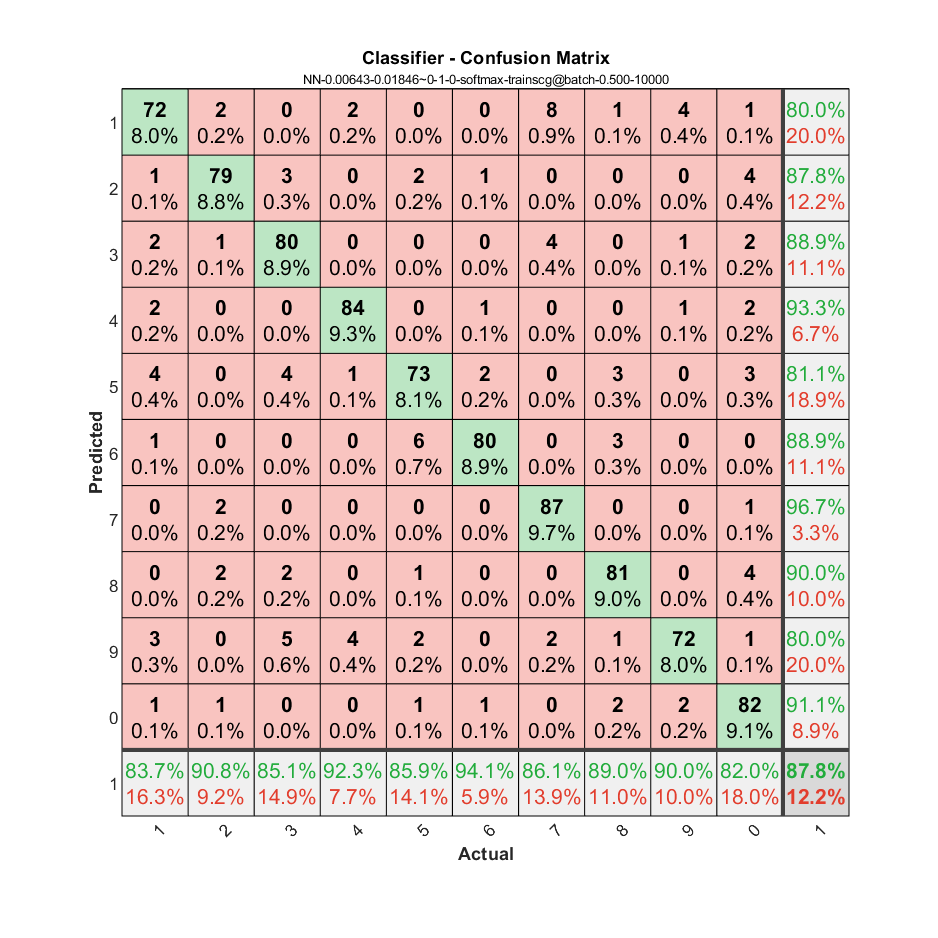 Classifier - Confusion Matrix
NN-0.00643-0.01846~0-1-0-softmax-trainscg@batch-0.500-10000
1 72 2 0 2 0 0 8 1 4 1 80.0%
8.0% 0.2% 0.0% 0.2% 0.0% 0.0% 0.9% 0.1% 0.4% 0.1% 20.0%
2 1 79 3 0 2 1 0 0 0 4 87.8%
0.1% 8.8% 0.3% 0.0% 0.2% 0.1% 0.0% 0.0% 0.0% 0.4% 12.2%
3 2 1 80 0 0 0 4 0 1 2 88.9%
0.2% 0.1% 8.9% 0.0% 0.0% 0.0% 0.4% 0.0% 0.1% 0.2% 11.1%
4 2 0 0 84 0 1 0 0 1 2 93.3%
0.2% 0.0% 0.0% 9.3% 0.0% 0.1% 0.0% 0.0% 0.1% 0.2% 6.7%
5 4 0 4 1 73 2 0 3 0 3 81.1%
0.4% 0.0% 0.4% 0.1% 8.1% 0.2% 0.0% 0.3% 0.0% 0.3% 18.9%
6 1 0 0 0 6 80 0 3 0 0 88.9%
0.1% 0.0% 0.0% 0.0% 0.7% 8.9% 0.0% 0.3% 0.0% 0.0% 11.1%
7 0 2 0 0 0 0 87 0 0 1 96.7%
0.0% 0.2% 0.0% 0.0% 0.0% 0.0% 9.7% 0.0% 0.0% 0.1% 3.3%
8 0 2 2 0 1 0 0 81 0 4 90.0%
0.0% 0.2% 0.2% 0.0% 0.1% 0.0% 0.0% 9.0% 0.0% 0.4% 10.0%
9 3 0 5 4 2 0 2 1 72 1 80.0%
0.3% 0.0% 0.6% 0.4% 0.2% 0.0% 0.2% 0.1% 8.0% 0.1% 20.0%
0 1 1 0 0 1 1 0 2 2 82 91.1%
0.1% 0.1% 0.0% 0.0% 0.1% 0.1% 0.0% 0.2% 0.2% 9.1% 8.9%
1 83.7% 90.8% 85.1% 92.3% 85.9% 94.1% 86.1% 89.0% 90.0% 82.0% 87.8%
16.3% 9.2% 14.9% 7.7% 14.1% 5.9% 13.9% 11.0% 10.0% 18.0% 12.2%
1 2 3 4 5 6 7 8 9 0 1
Actual
Predicted